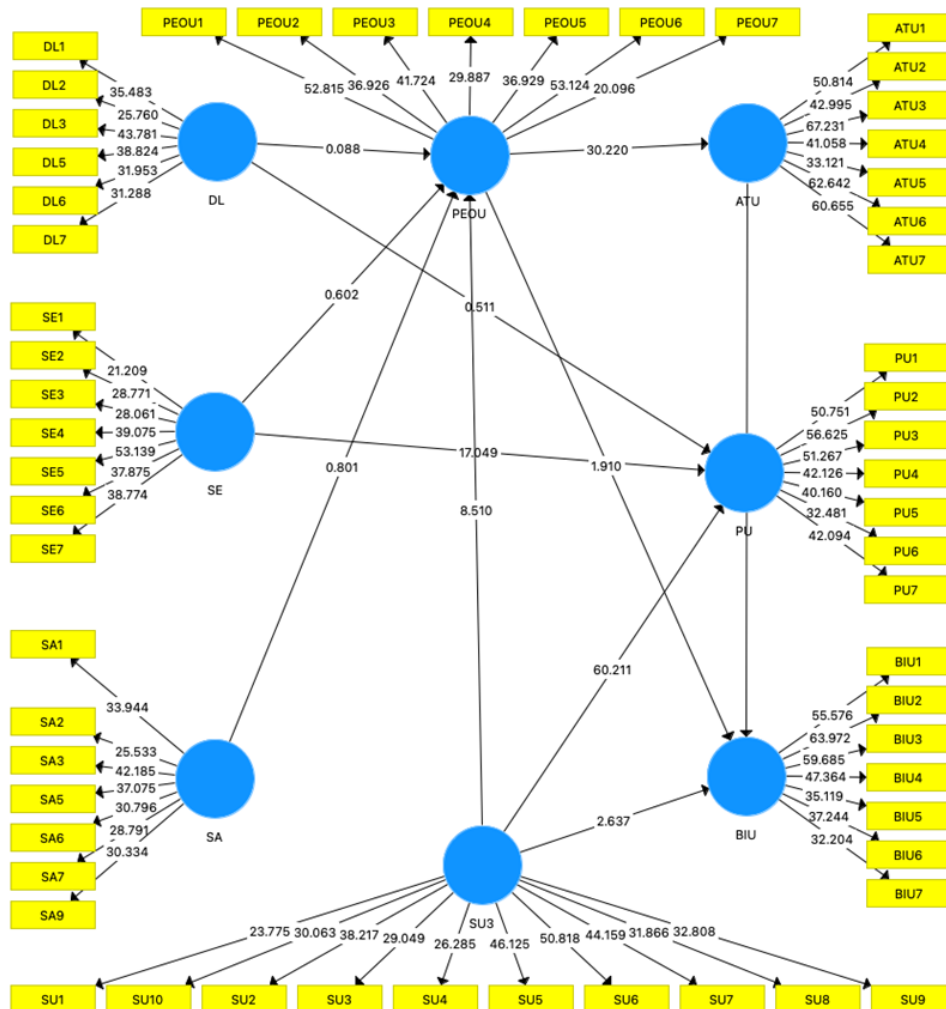 PEOU1 PEOU2 PEOU3 PEOU4 PEOU5 PEOU6 PEOU7
52.815 36.926 41.724 29.887 36.929 53.124 20.096
DL1
DL2
DL3
DL5
DL6
DL7
35.483
25.760
43.781
38.824
31.953
31.288
DL
0.088
PEOU
30.220
ATU
ATU1
ATU2
ATU3
ATU4
ATU5
ATU6
ATU7
50.814
42.995
67.231
41.058
33.121
62.642
60.655
0.602
0.511
SE1
SE2
SE3
SE4
SE5
SE6
SE7
21.209
28.771
28.061
39.075
53.139
37.875
38.774
SE
0.801
17.049
8.510
1.910
PU
PU1
PU2
PU3
PU4
PU5
PU6
PU7
50.751
56.625
51.267
42.126
40.160
32.481
42.094
SA1
SA2
SA3
SA5
SA6
SA7
SA9
33.944
25.533
42.185
37.075
30.796
28.791
30.334
SA
60.211
2.637
BIU
BIU1
BIU2
BIU3
BIU4
BIU5
BIU6
BIU7
55.576
63.972
59.685
47.364
35.119
37.244
32.204
SU3
23.775 30.063 38.217 29.049 26.285 46.125 50.818 44.159 31.866 32.808
SU1 SU10 SU2 SU3 SU4 SU5 SU6 SU7 SU8 SU9